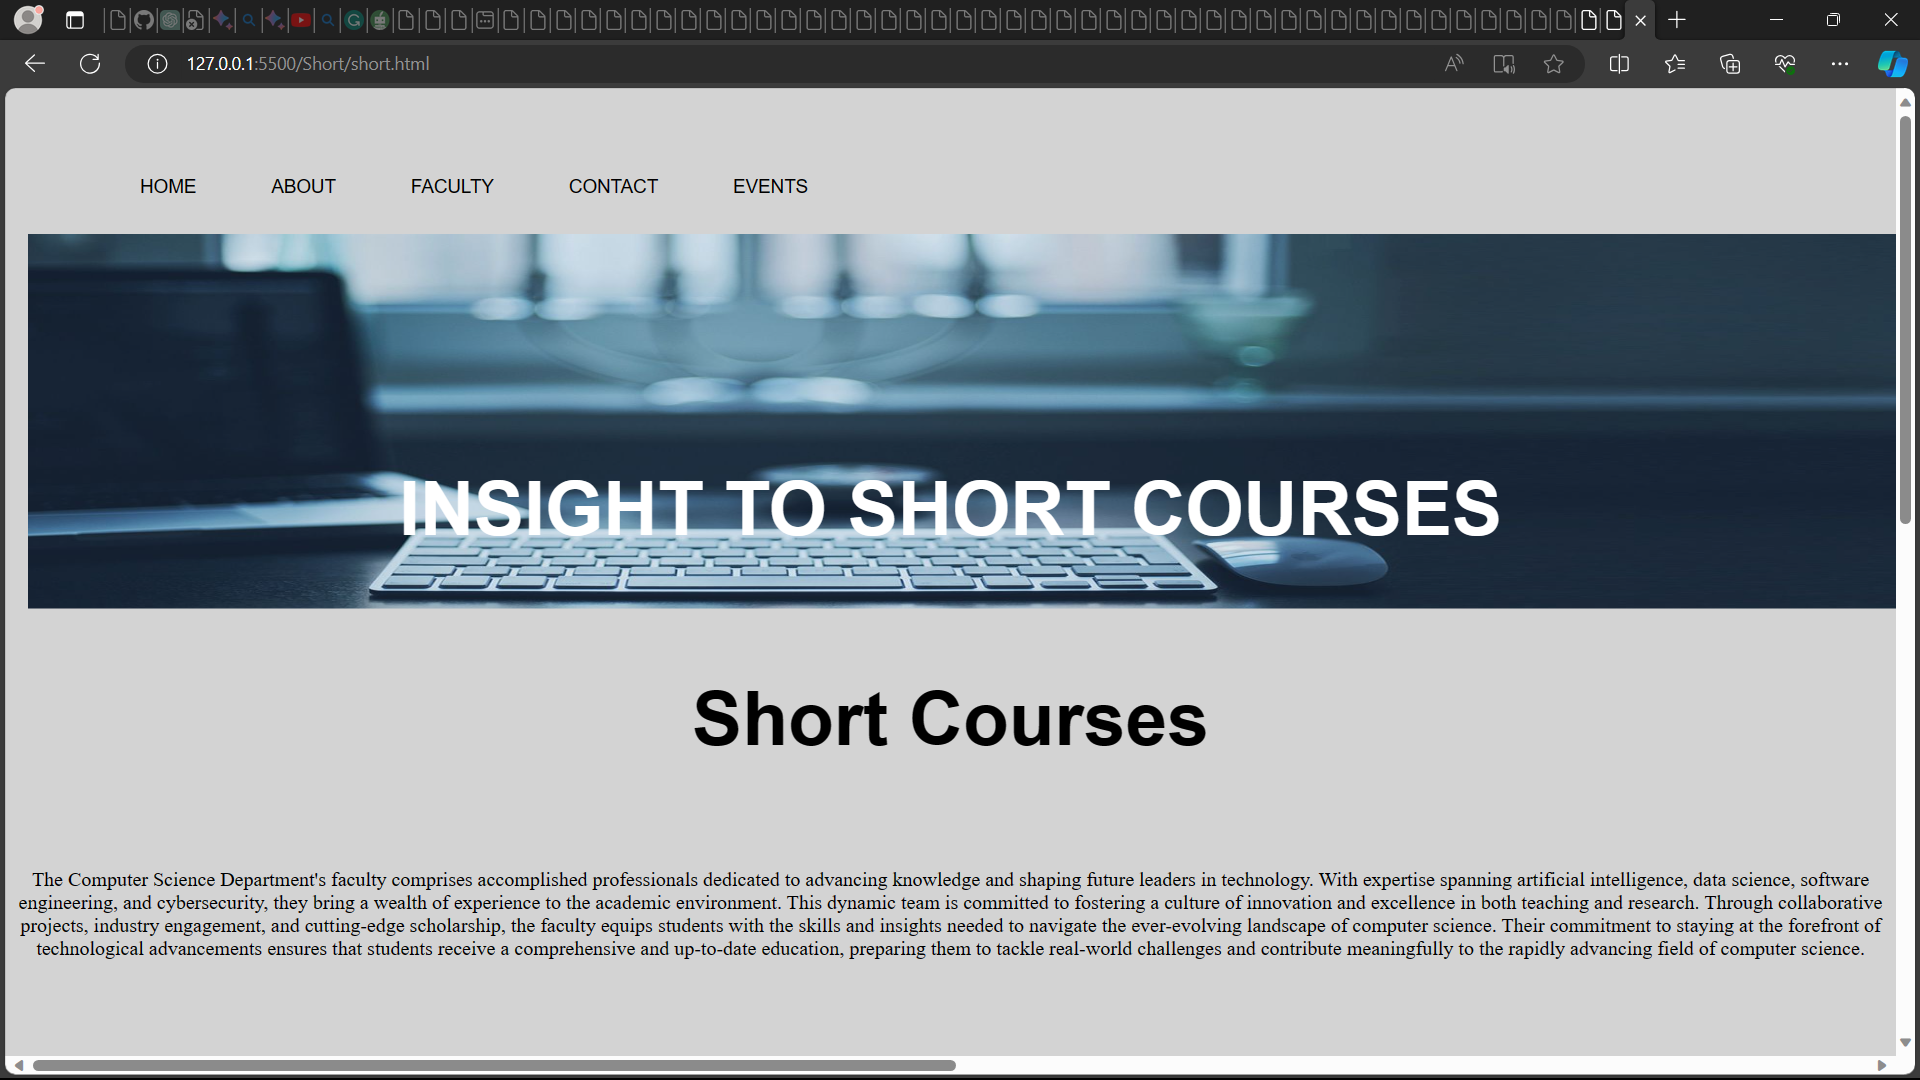 127.0.0.1:5500/Short/short.html
HOME ABOUT FACULTY CONTACT EVENTS
INSIGHT TO SHORT COURSES
Short Courses
The Computer Science Department's faculty comprises accomplished professionals dedicated to advancing knowledge and shaping future leaders in technology. With expertise spanning artificial intelligence, data science, software
engineering, and cybersecurity, they bring a wealth of experience to the academic environment. This dynamic team is committed to fostering a culture of innovation and excellence in both teaching and research. Through collaborative
projects, industry engagement, and cutting-edge scholarship, the faculty equips students with the skills and insights needed to navigate the ever-evolving landscape of computer science. Their commitment to staying at the forefront of
technological advancements ensures that students receive a comprehensive and up-to-date education, preparing them to tackle real-world challenges and contribute meaningfully to the rapidly advancing field of computer science.